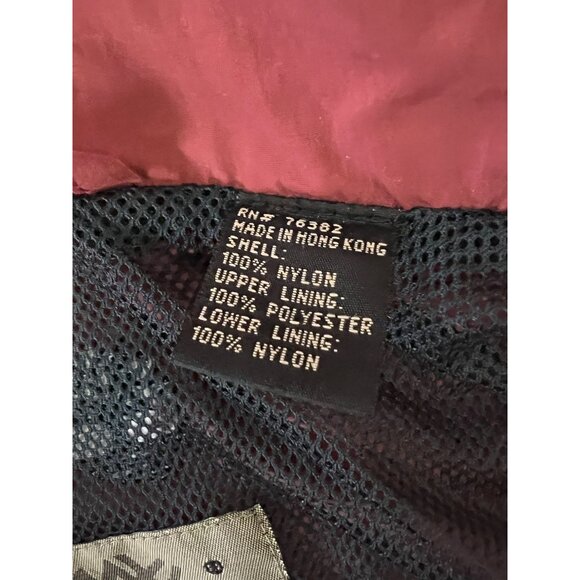 RN# 76382
MADE IN HONG KONG
SHELL:
100% NYLON
UPPER LINING:
100% POLYESTER
LOWER LINING:
100% NYLON
®